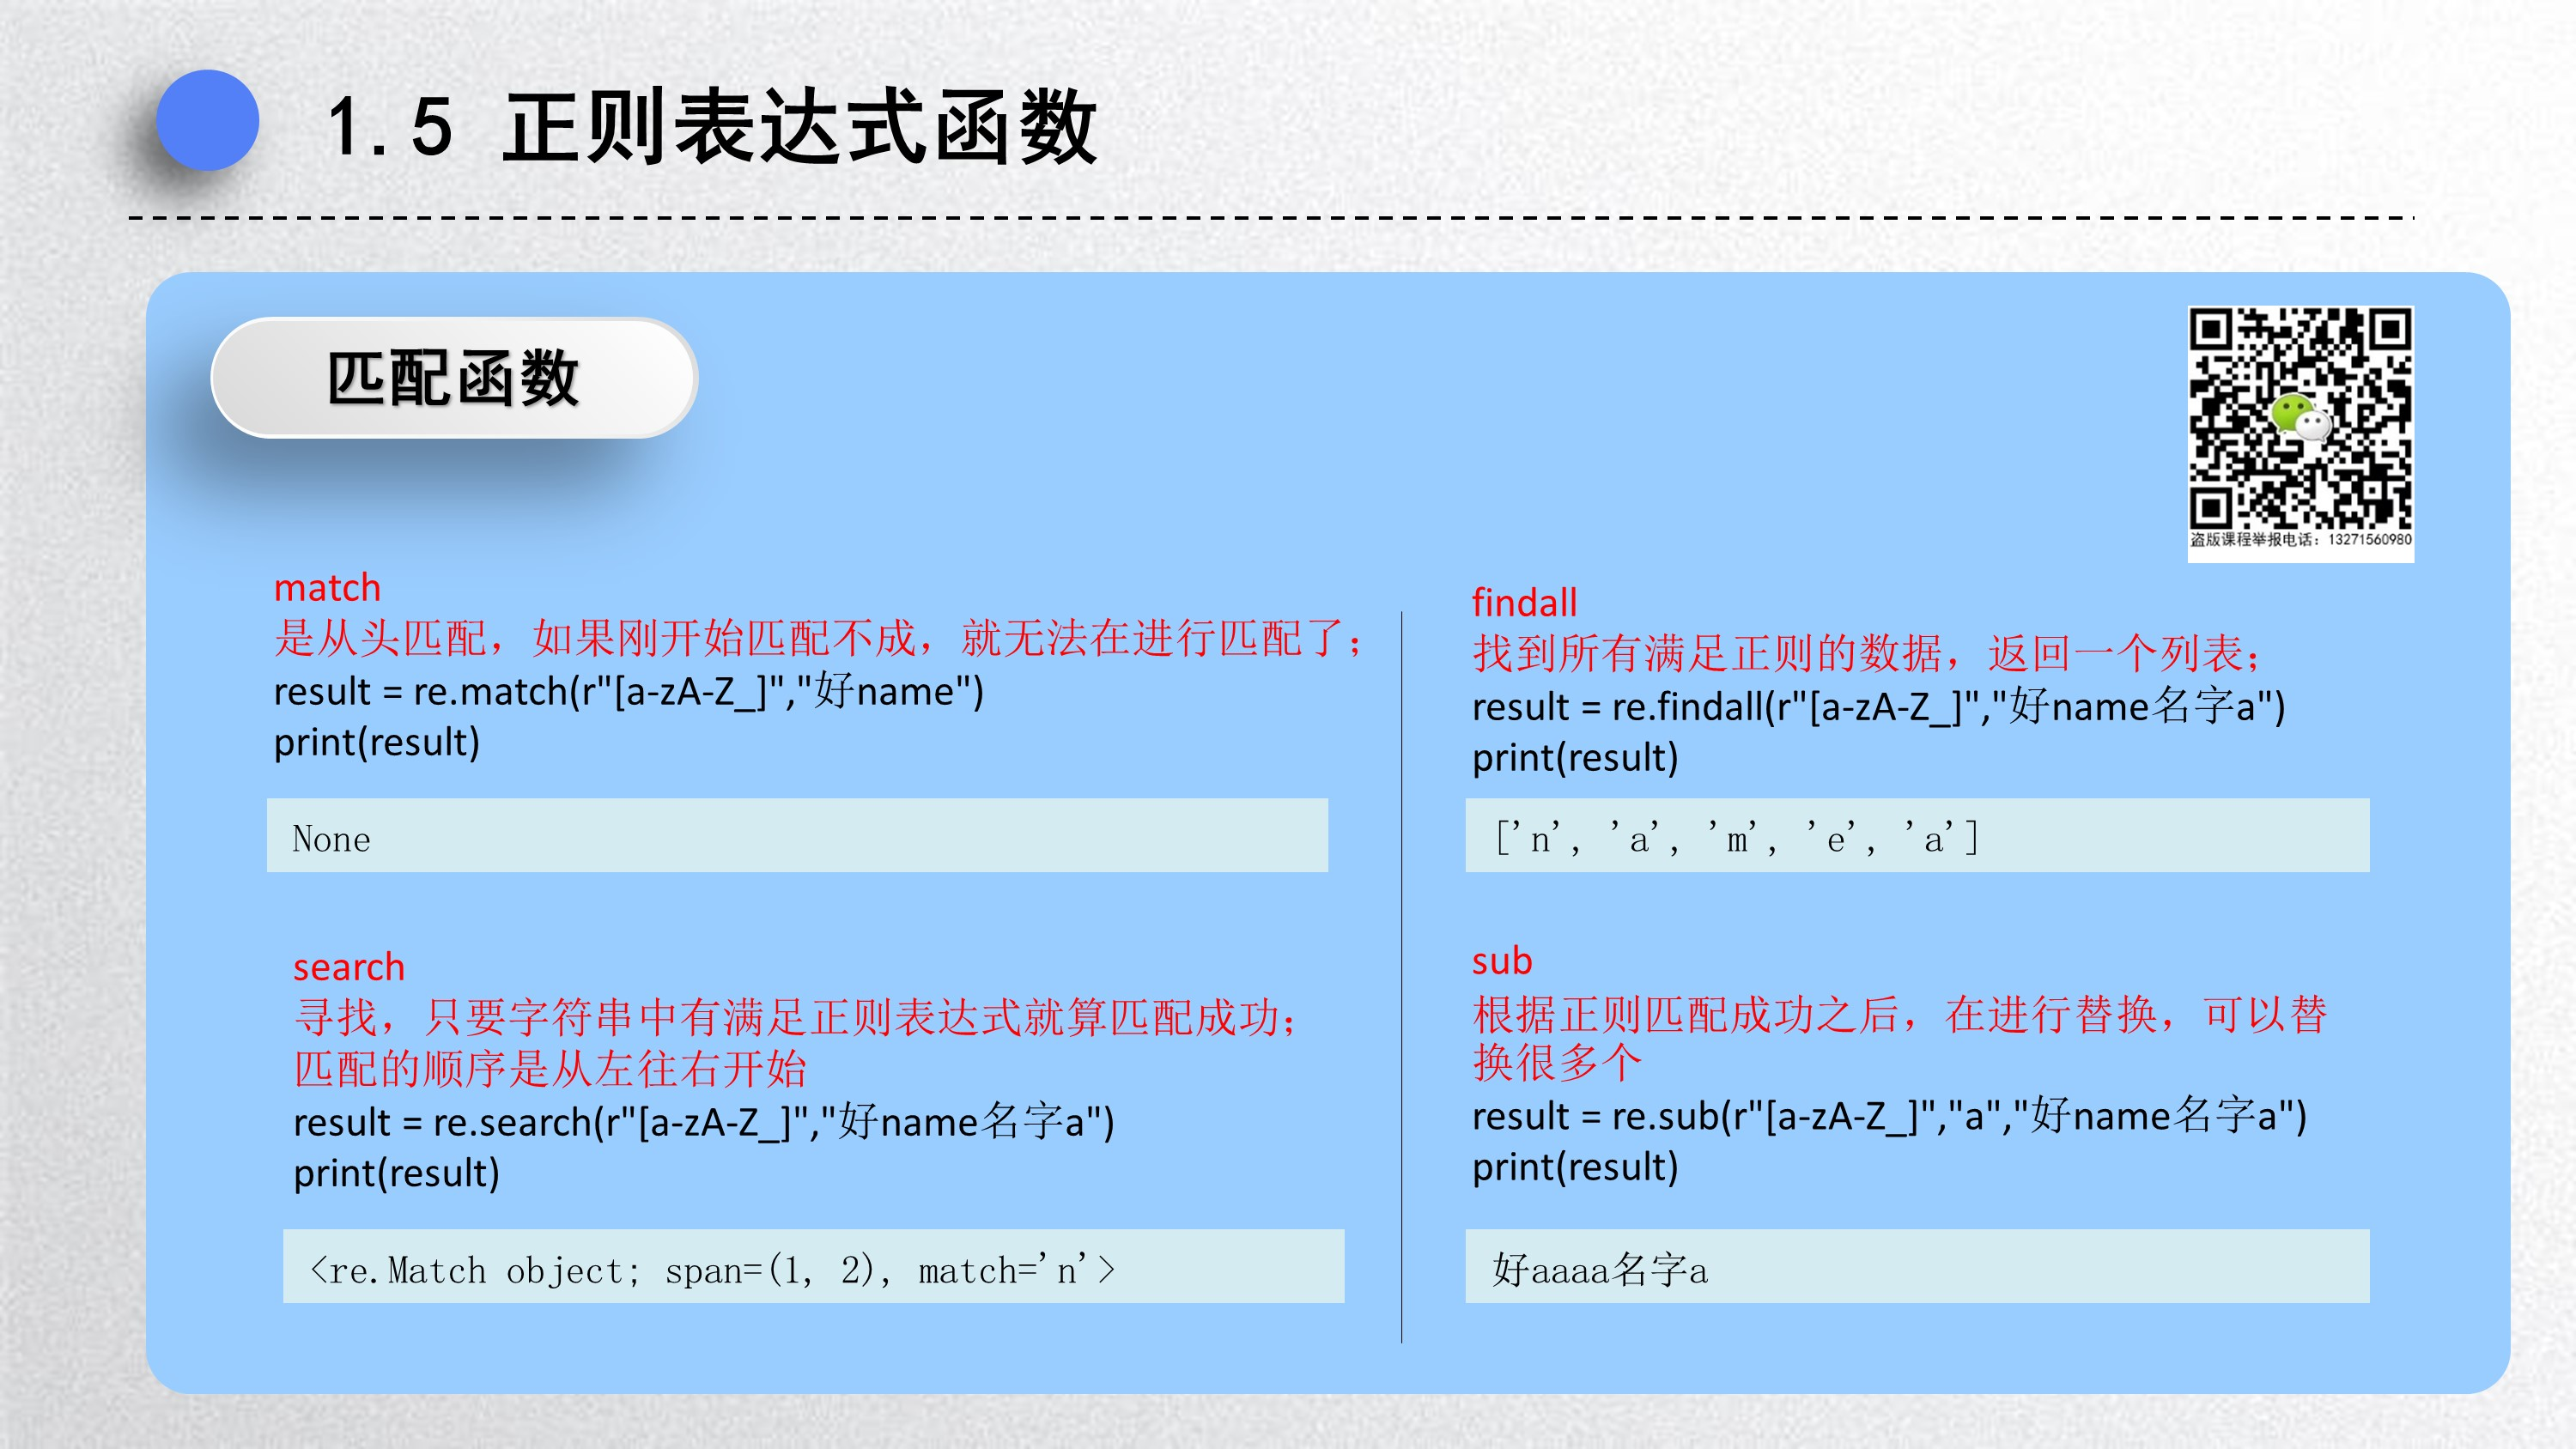 1.5 正则表达式函数
匹配函数
盗版课程举报电话：13271560980
match
是从头匹配，如果刚开始匹配不成，就无法在进行匹配了；
result = re.match(r"[a-zA-Z_]","好name")
print(result)
None
search
寻找，只要字符串中有满足正则表达式就算匹配成功；
匹配的顺序是从左往右开始
result = re.search(r"[a-zA-Z_]","好name名字a")
print(result)
<re.Match object; span=(1, 2), match='n'>
findall
找到所有满足正则的数据，返回一个列表；
result = re.findall(r"[a-zA-Z_]","好name名字a")
print(result)
['n', 'a', 'm', 'e', 'a']
sub
根据正则匹配成功之后，在进行替换，可以替
换很多个
result = re.sub(r"[a-zA-Z_]","a","好name名字a")
print(result)
好aaaa名字a